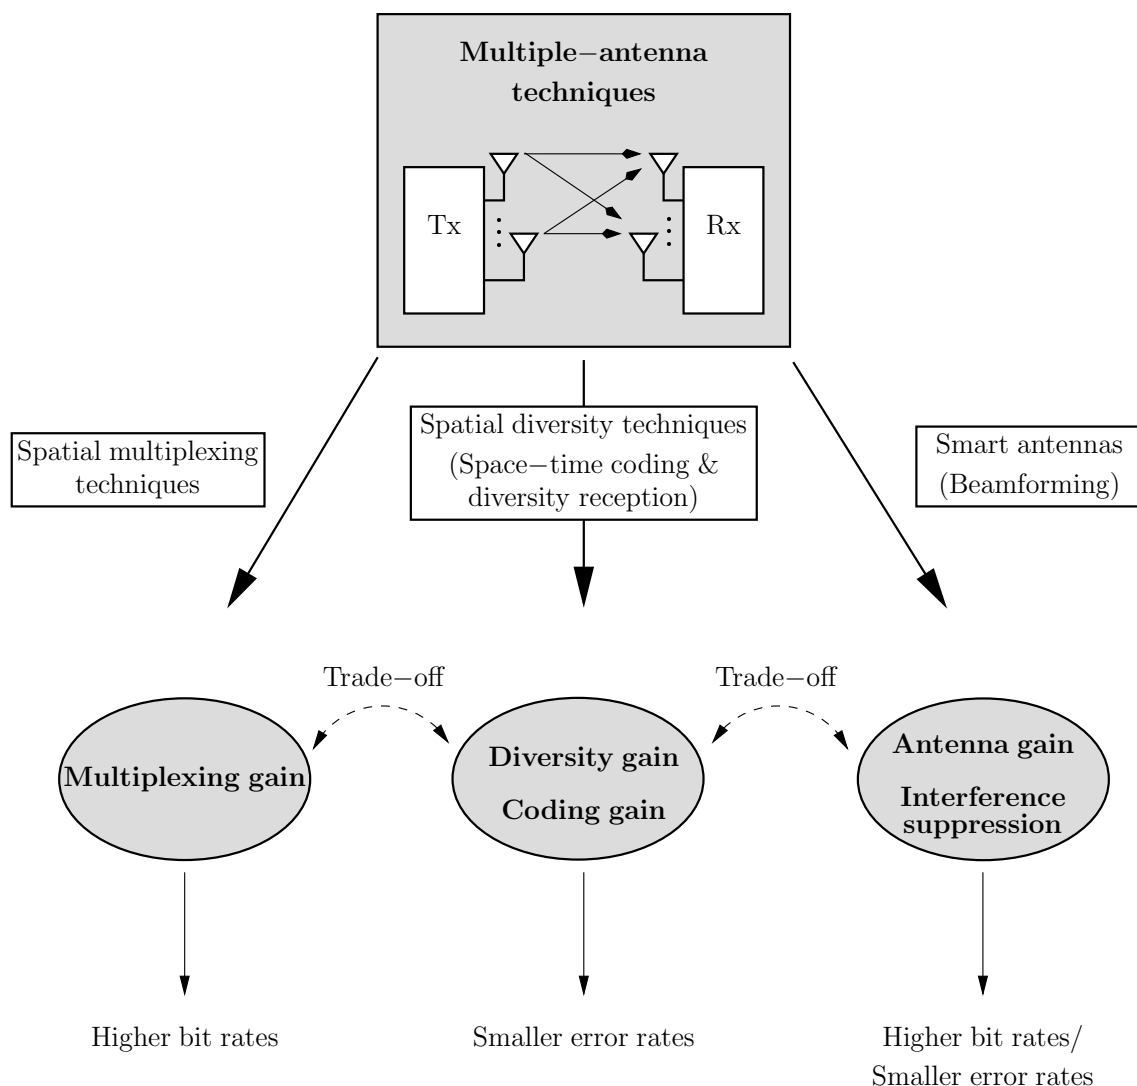 Multiple−antenna
techniques
Tx
Rx
Spatial multiplexing
techniques
Spatial diversity techniques
(Space−time coding &
diversity reception)
Smart antennas
(Beamforming)
Trade−off
Trade−off
Multiplexing gain
Diversity gain
Coding gain
Antenna gain
Interference
suppression
Higher bit rates
Smaller error rates
Higher bit rates/
Smaller error rates